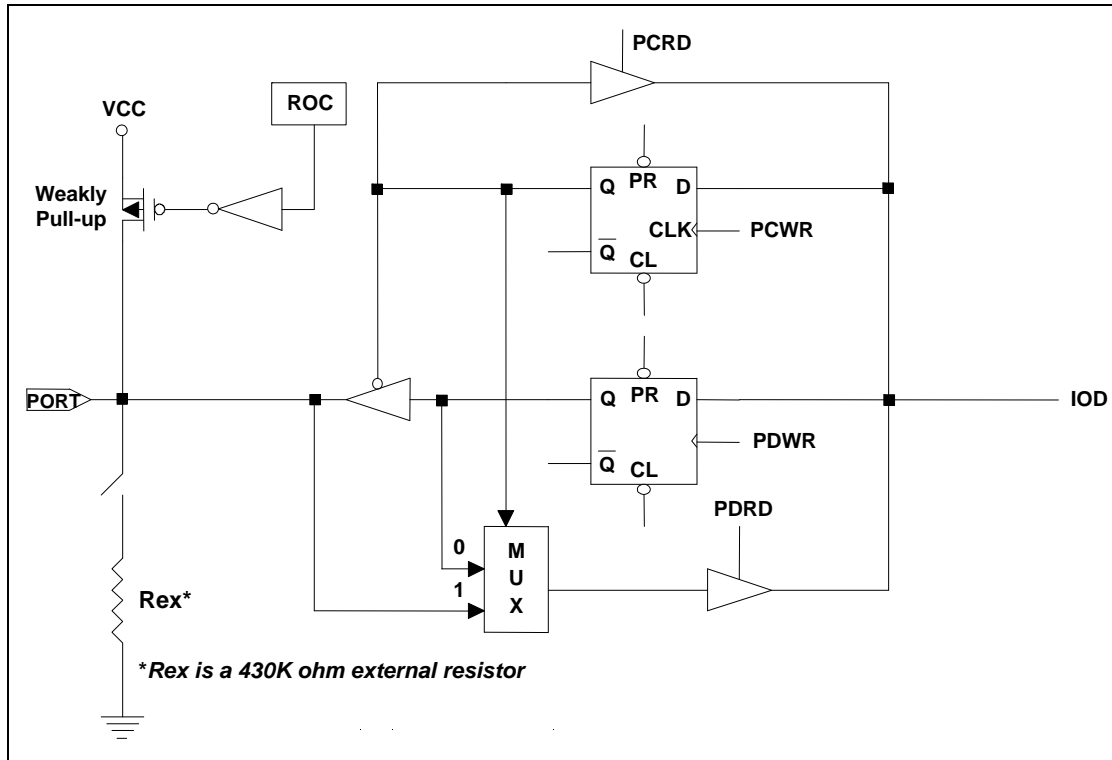 PCRD
ROC
VCC
Weakly
Pull-up
Q PR D
CLK PCWR
Q
CL
PORT
Q PR D
IOD
PDWR
Q
CL
PDRD
0
1
M
U
X
Rex*
*Rex is a 430K ohm external resistor